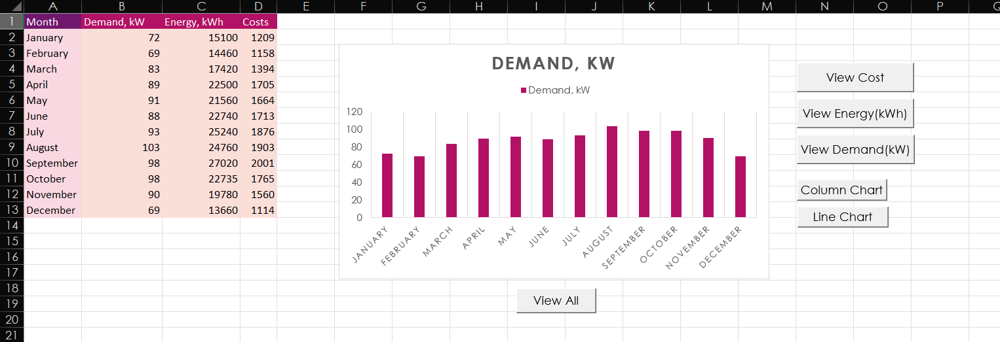 A B C D E F G H I J K L M N O P Q
1 Month Demand, kW Energy, kWh Costs
2 January 72 15100 1209
3 February 69 14460 1158
4 March 83 17420 1394
5 April 89 22500 1705
6 May 91 21560 1664
7 June 88 22740 1713
8 July 93 25240 1876
9 August 103 24760 1903
10 September 98 27020 2001
11 October 98 22735 1765
12 November 90 19780 1560
13 December 69 13660 1114
14
15
16
17
18
19
20
21
DEMAND, KW
Demand, kW
120
100
80
60
40
20
0
JANUARY FEBRUARY MARCH APRIL MAY JUNE JULY AUGUST SEPTEMBER OCTOBER NOVEMBER DECEMBER
View All
View Cost
View Energy(kWh)
View Demand(kW)
Column Chart
Line Chart